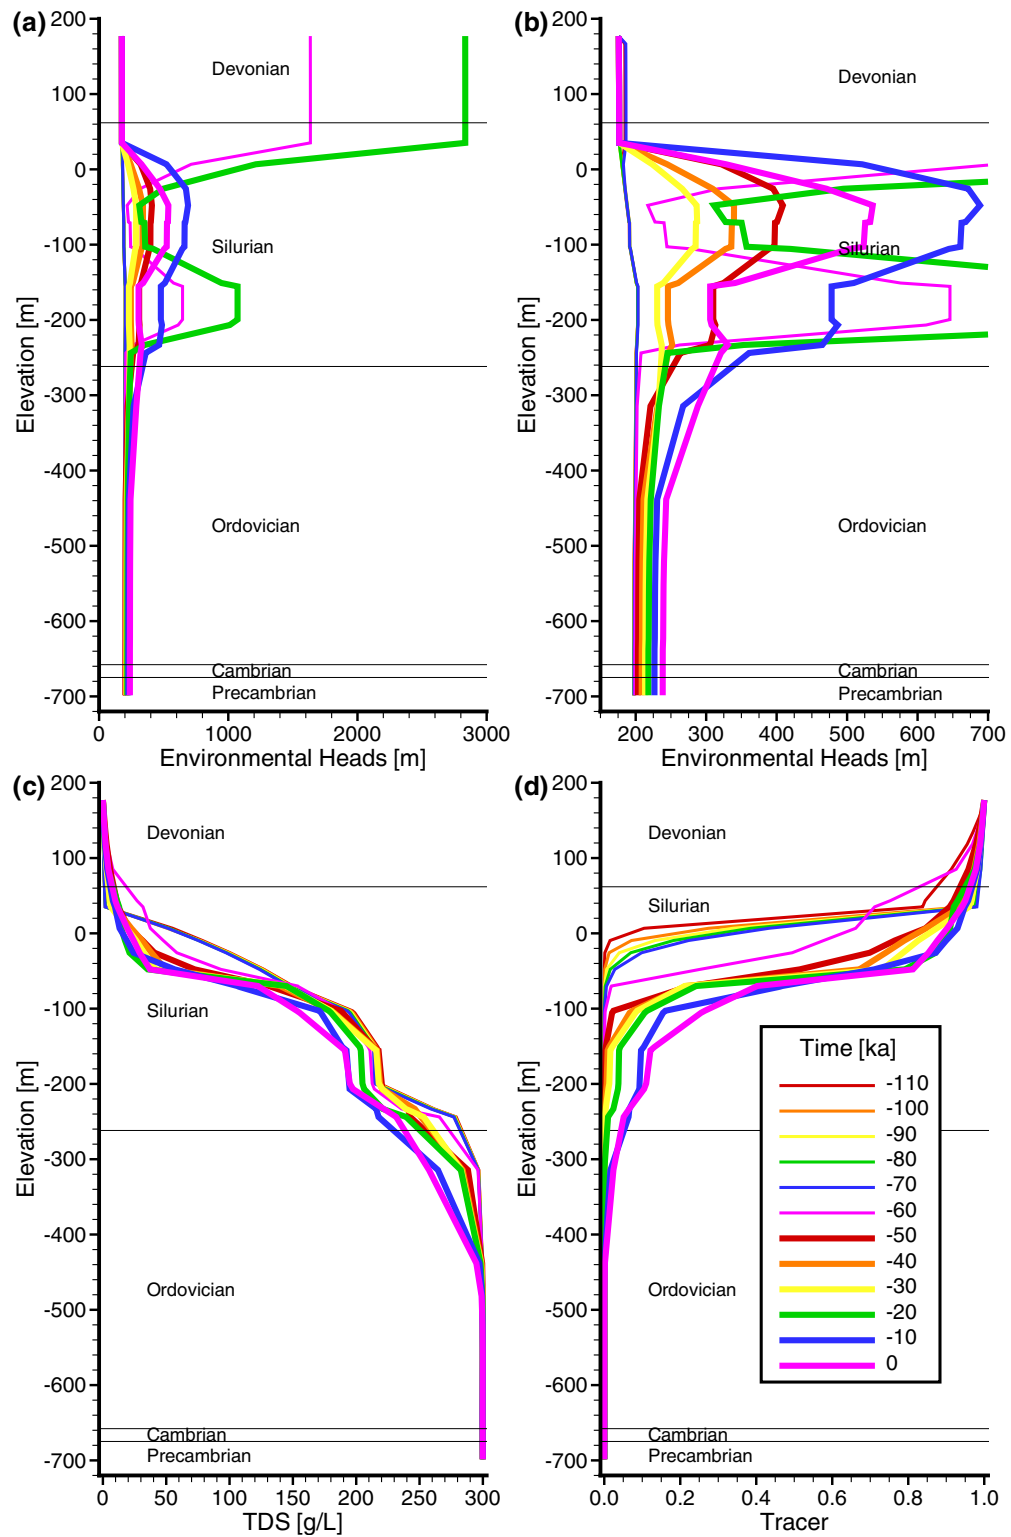 (a)
200
100
0
-100
-200
-300
-400
-500
-600
-700
Elevation [m]
Devonian
Silurian
Ordovician
Cambrian
Precambrian
0 1000 2000 3000
Environmental Heads [m]
(b)
200
100
0
-100
-200
-300
-400
-500
-600
-700
Elevation [m]
Devonian
Silurian
Ordovician
Cambrian
Precambrian
200 300 400 500 600 700
Environmental Heads [m]
(c)
200
100
0
-100
-200
-300
-400
-500
-600
-700
Elevation [m]
Devonian
Silurian
Ordovician
Cambrian
Precambrian
0 50 100 150 200 250 300
TDS [g/L]
(d)
200
100
0
-100
-200
-300
-400
-500
-600
-700
Elevation [m]
Devonian
Silurian
Ordovician
Cambrian
Precambrian
Time [ka]
-110
-100
-90
-80
-70
-60
-50
-40
-30
-20
-10
0
0.0 0.2 0.4 0.6 0.8 1.0
Tracer